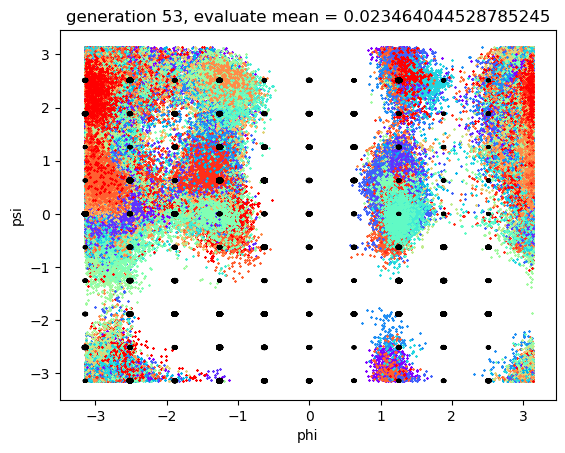 generation 53, evaluate mean = 0.023464044528785245
psi
3
2
1
0
−1
−2
−3
−3 −2 −1 0 1 2 3
phi